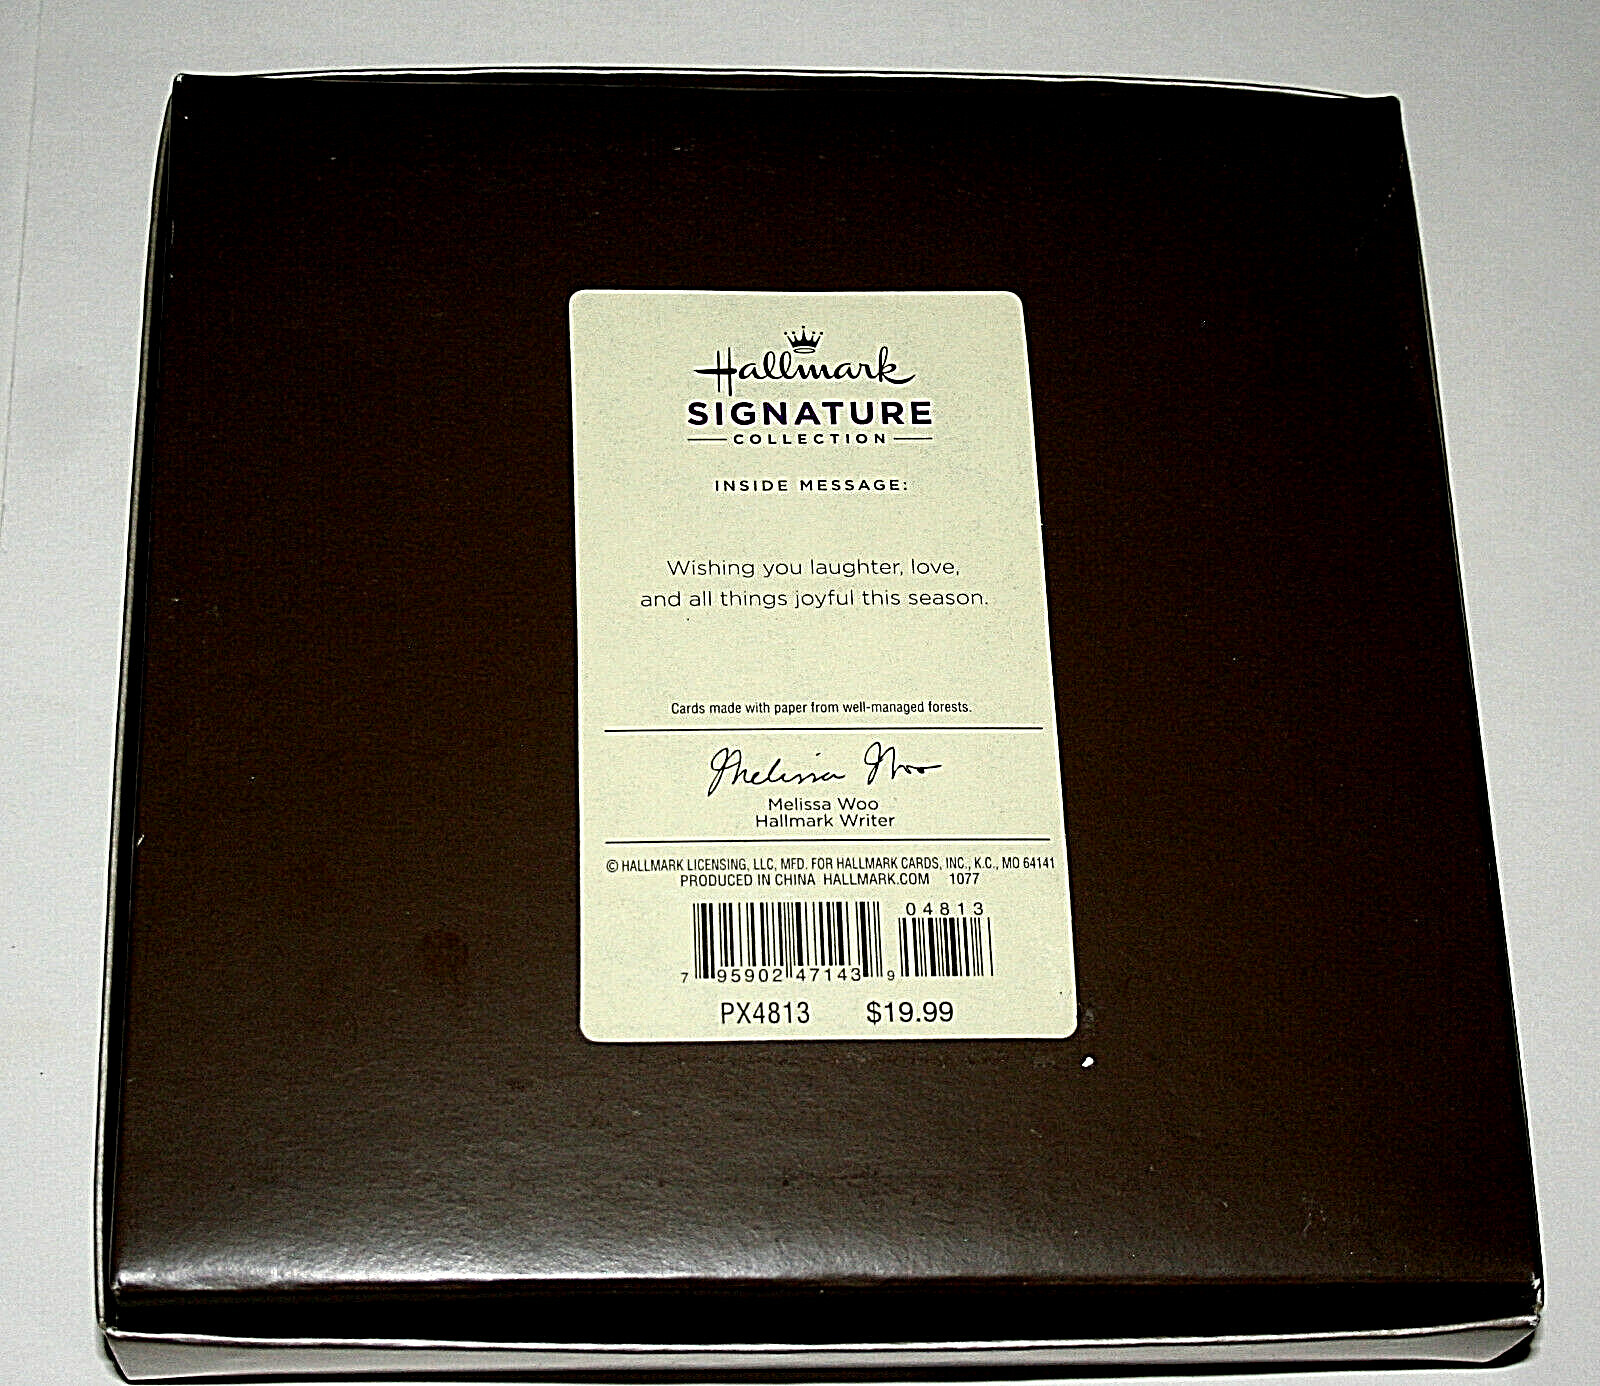 Hallmark
SIGNATURE
COLLECTION
INSIDE MESSAGE:
Wishing you laughter, love,
and all things joyful this season.
Cards made with paper from well-managed forests.
Melissa Woo
Melissa Woo
Hallmark Writer
© HALLMARK LICENSING, LLC, MFD. FOR HALLMARK CARDS, INC., K.C., MO 64141
PRODUCED IN CHINA HALLMARK.COM 1077
04813
7 95902 47143 9
PX4813 $19.99